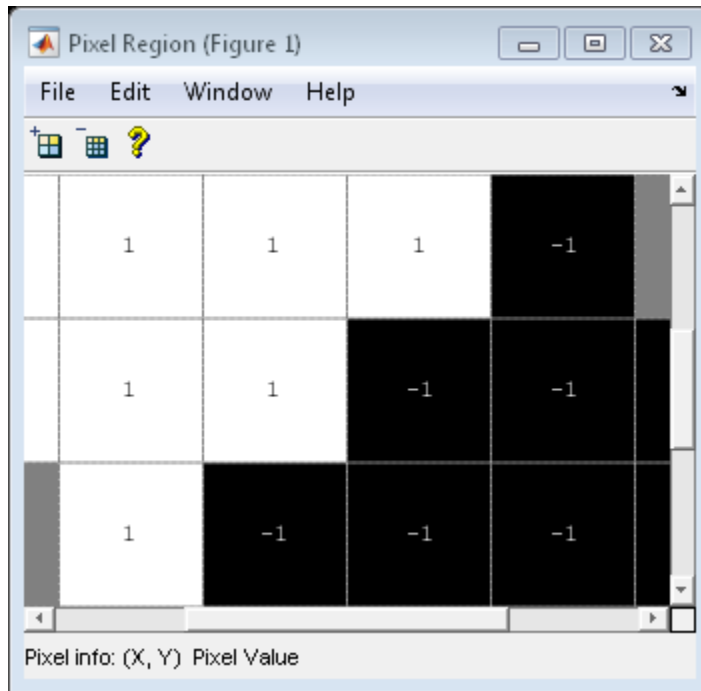 Pixel Region (Figure 1)
File Edit Window Help
1 1 1 -1
1 1 -1 -1
1 -1 -1 -1
Pixel info: (X, Y) Pixel Value